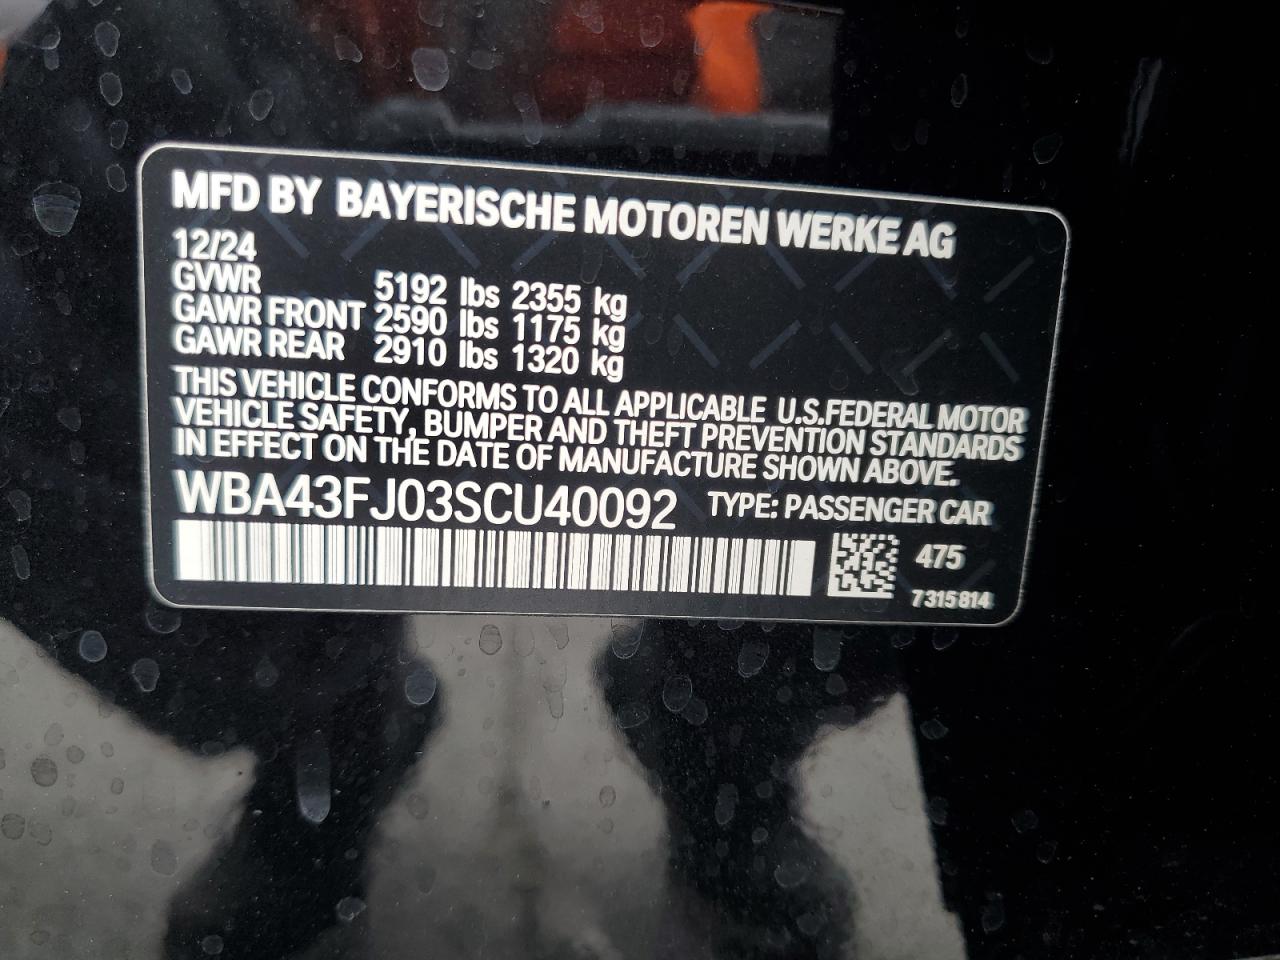 MFD BY BAYERISCHE MOTOREN WERKE AG
12/24
GVWR 5192 lbs 2355 kg
GAWR FRONT 2590 lbs 1175 kg
GAWR REAR 2910 lbs 1320 kg
THIS VEHICLE CONFORMS TO ALL APPLICABLE U.S.FEDERAL MOTOR
VEHICLE SAFETY, BUMPER AND THEFT PREVENTION STANDARDS
IN EFFECT ON THE DATE OF MANUFACTURE SHOWN ABOVE.
WBA43FJ03SCU40092 TYPE: PASSENGER CAR
475
7315814